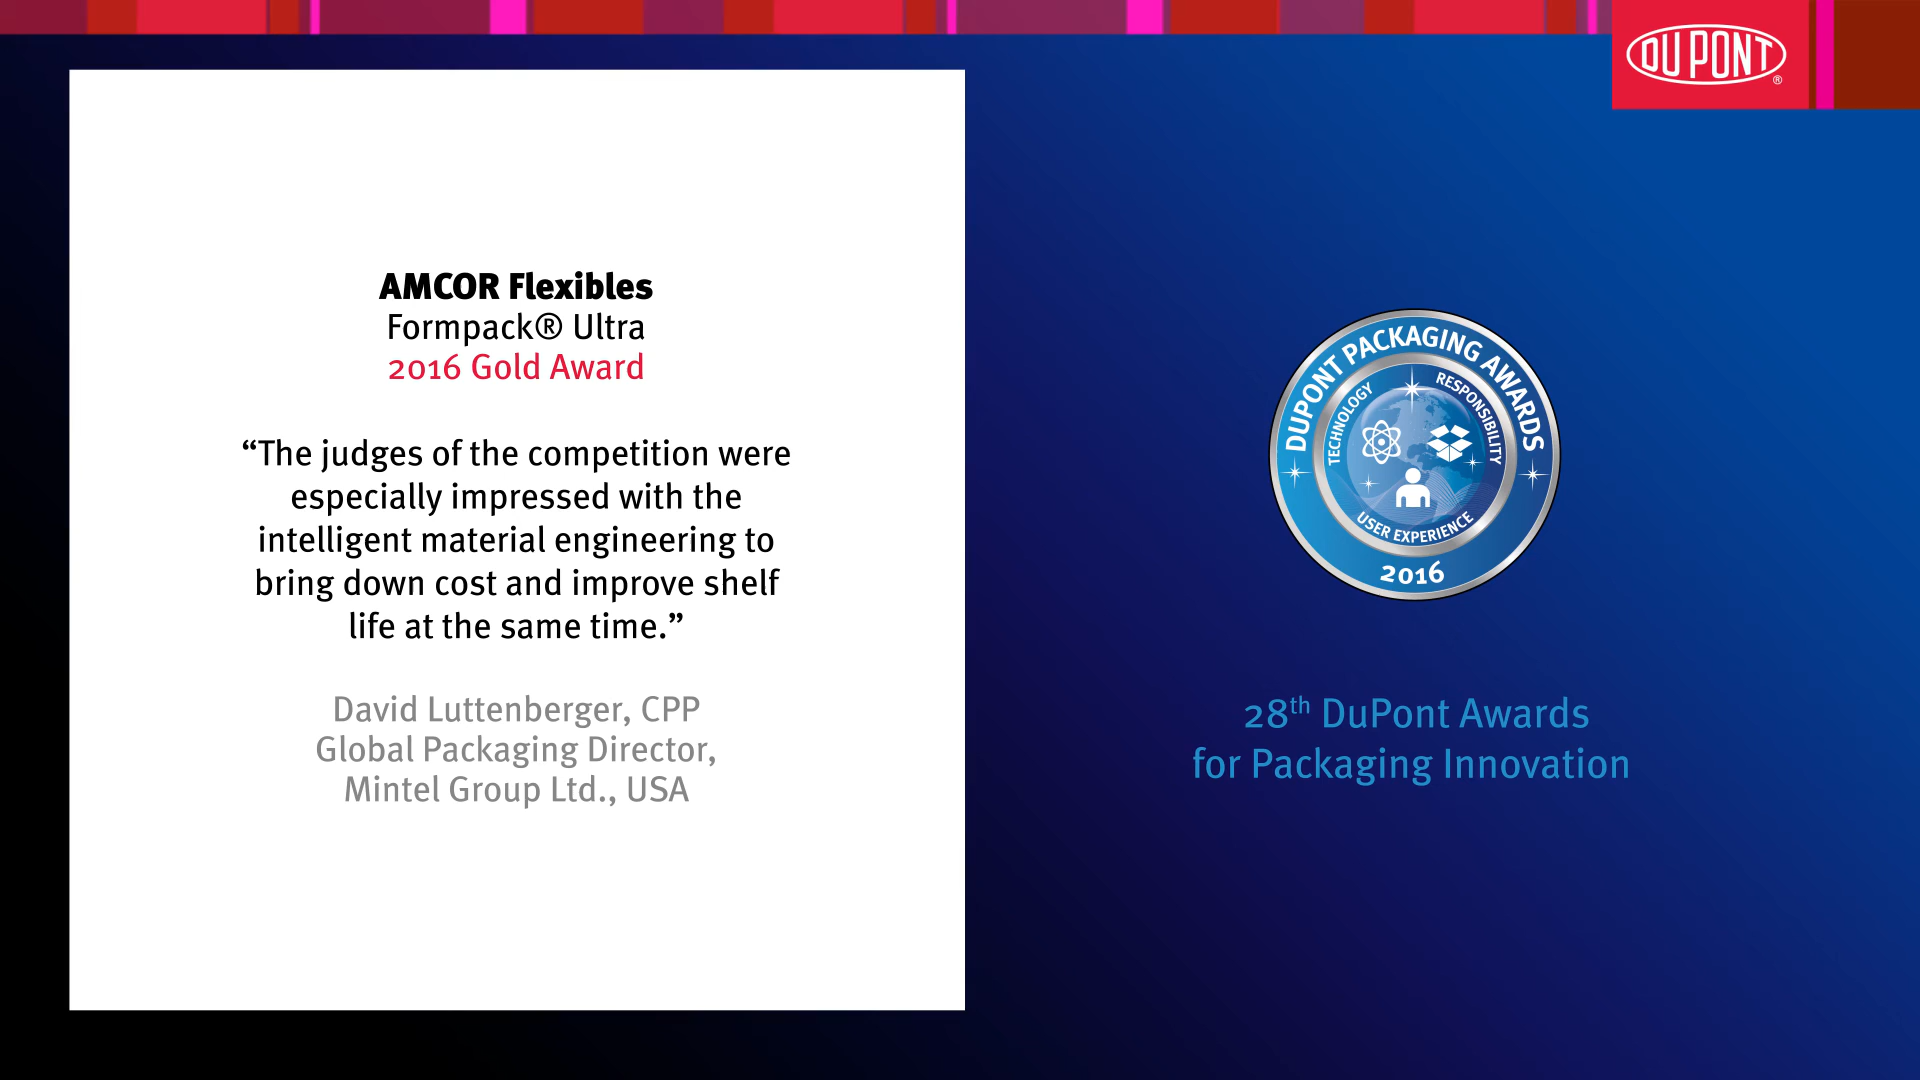 DUPONT®
AMCOR Flexibles
Formpack® Ultra
2016 Gold Award
“The judges of the competition were
especially impressed with the
intelligent material engineering to
bring down cost and improve shelf
life at the same time.”
David Luttenberger, CPP
Global Packaging Director,
Mintel Group Ltd., USA
DUPONT PACKAGING AWARDS
TECHNOLOGY
RESPONSIBILITY
USER EXPERIENCE
2016
28th DuPont Awards
for Packaging Innovation